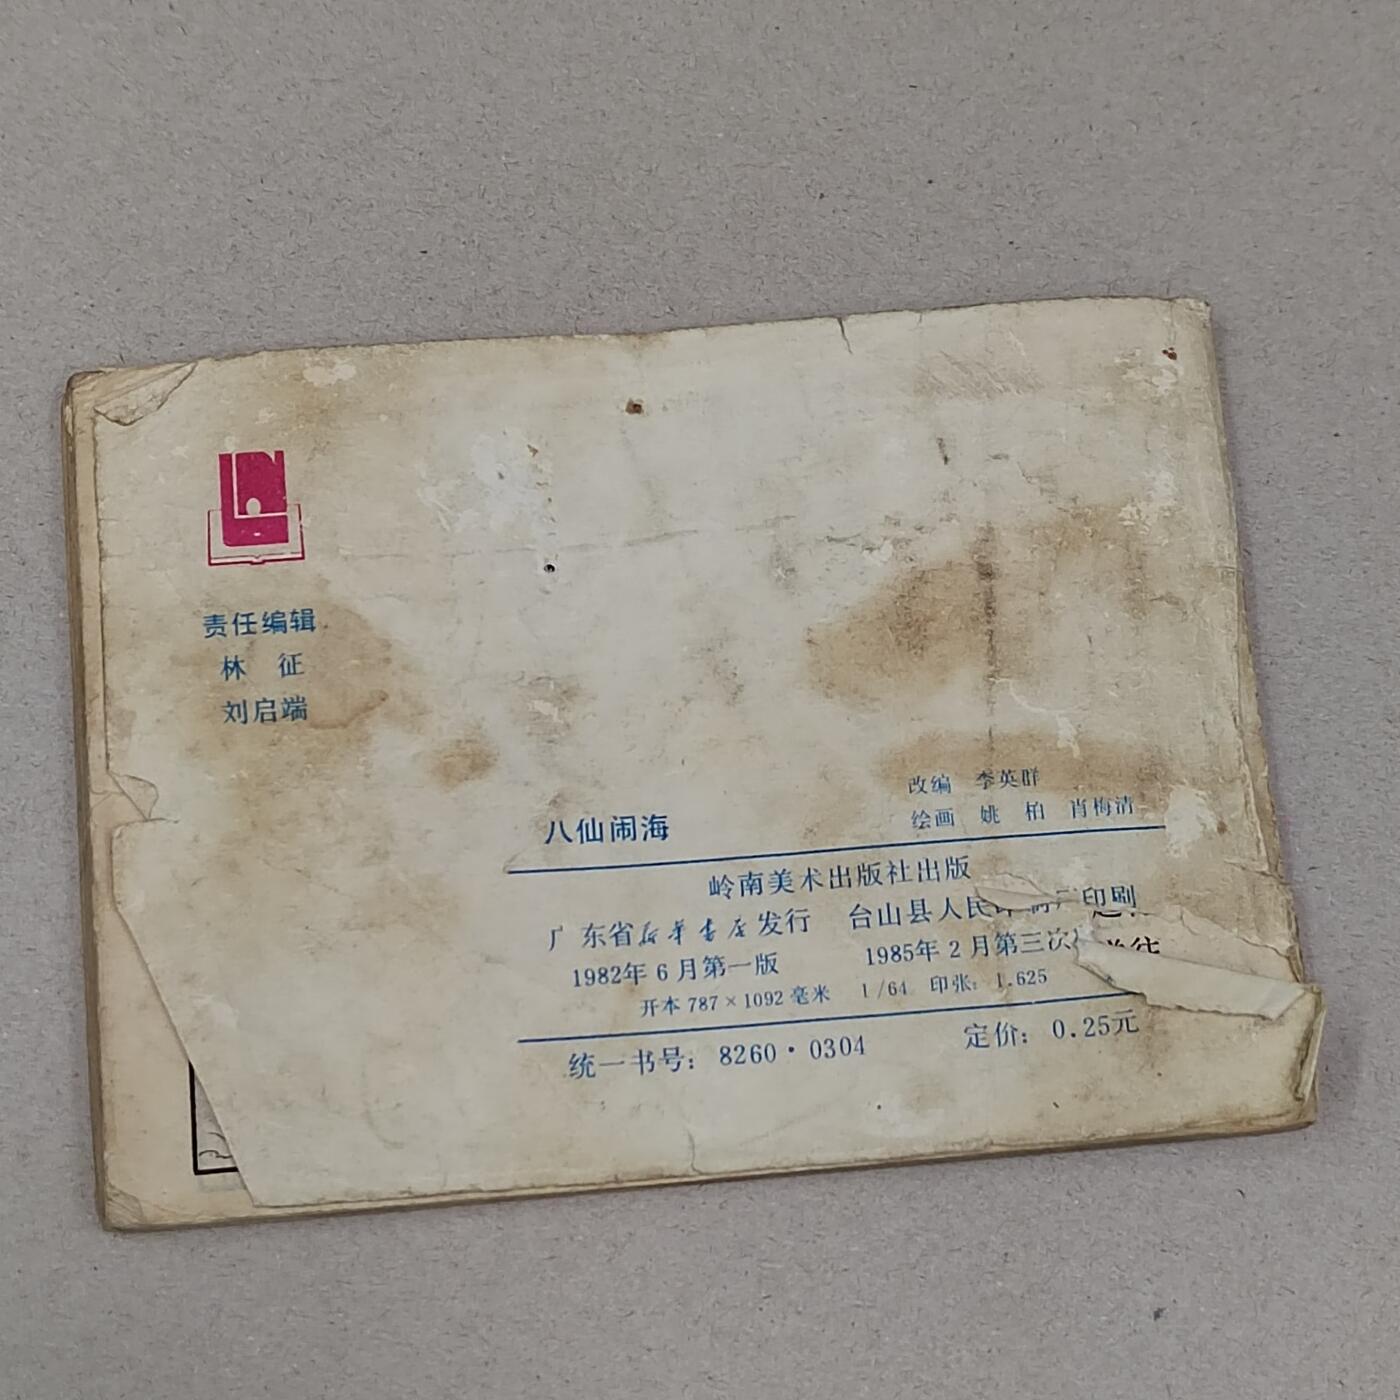 责任编辑
林 征
刘启端
改编 李英群
八仙闹海 绘画 姚 柏 肖梅清
岭南美术出版社出版
广东省新华书店发行 台山县人民 印刷
1982年6月第一版 1985年2月第三次
开本 787×1092毫米 1/64 印张: 1.625
统一书号: 8260·0304 定价: 0.25元